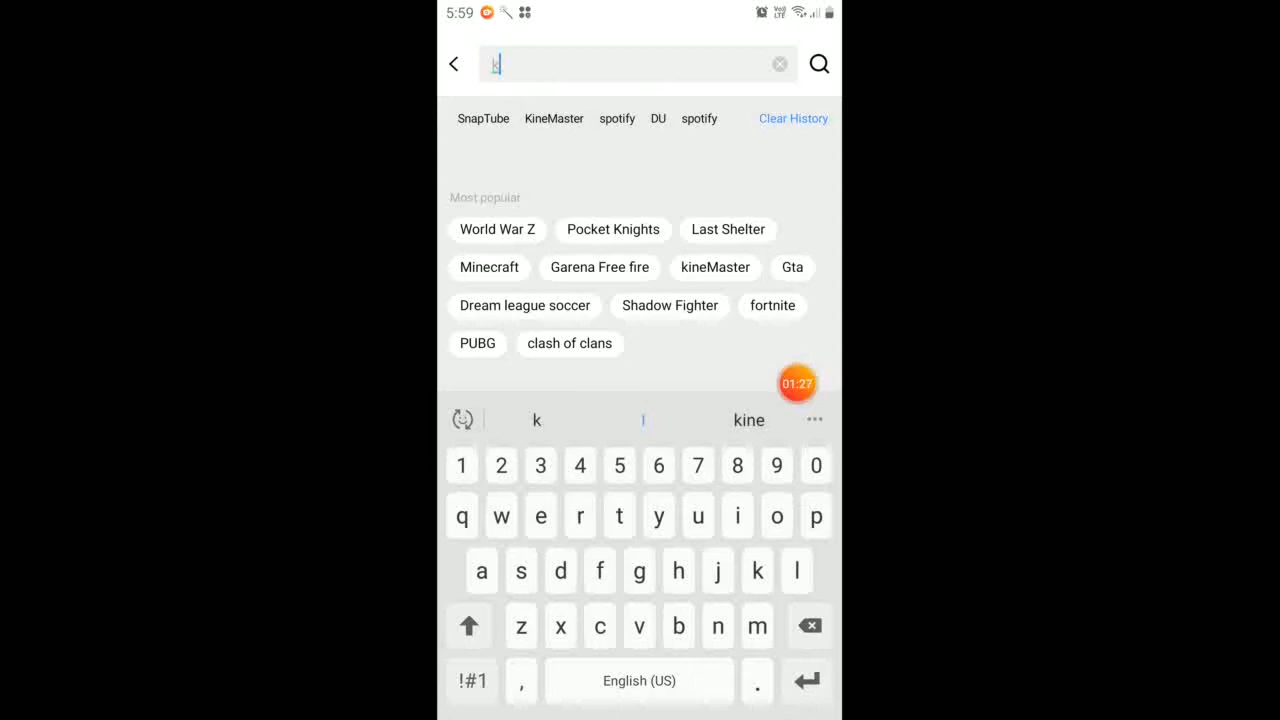 5:59 Vo)) LTE
k
SnapTube KineMaster spotify DU spotify Clear History
Most popular
World War Z Pocket Knights Last Shelter
Minecraft Garena Free fire kineMaster Gta
Dream league soccer Shadow Fighter fortnite
PUBG clash of clans
01:27
k I kine
1 2 3 4 5 6 7 8 9 0
q w e r t y u i o p
a s d f g h j k l
z x c v b n m
!#1 , English (US) .